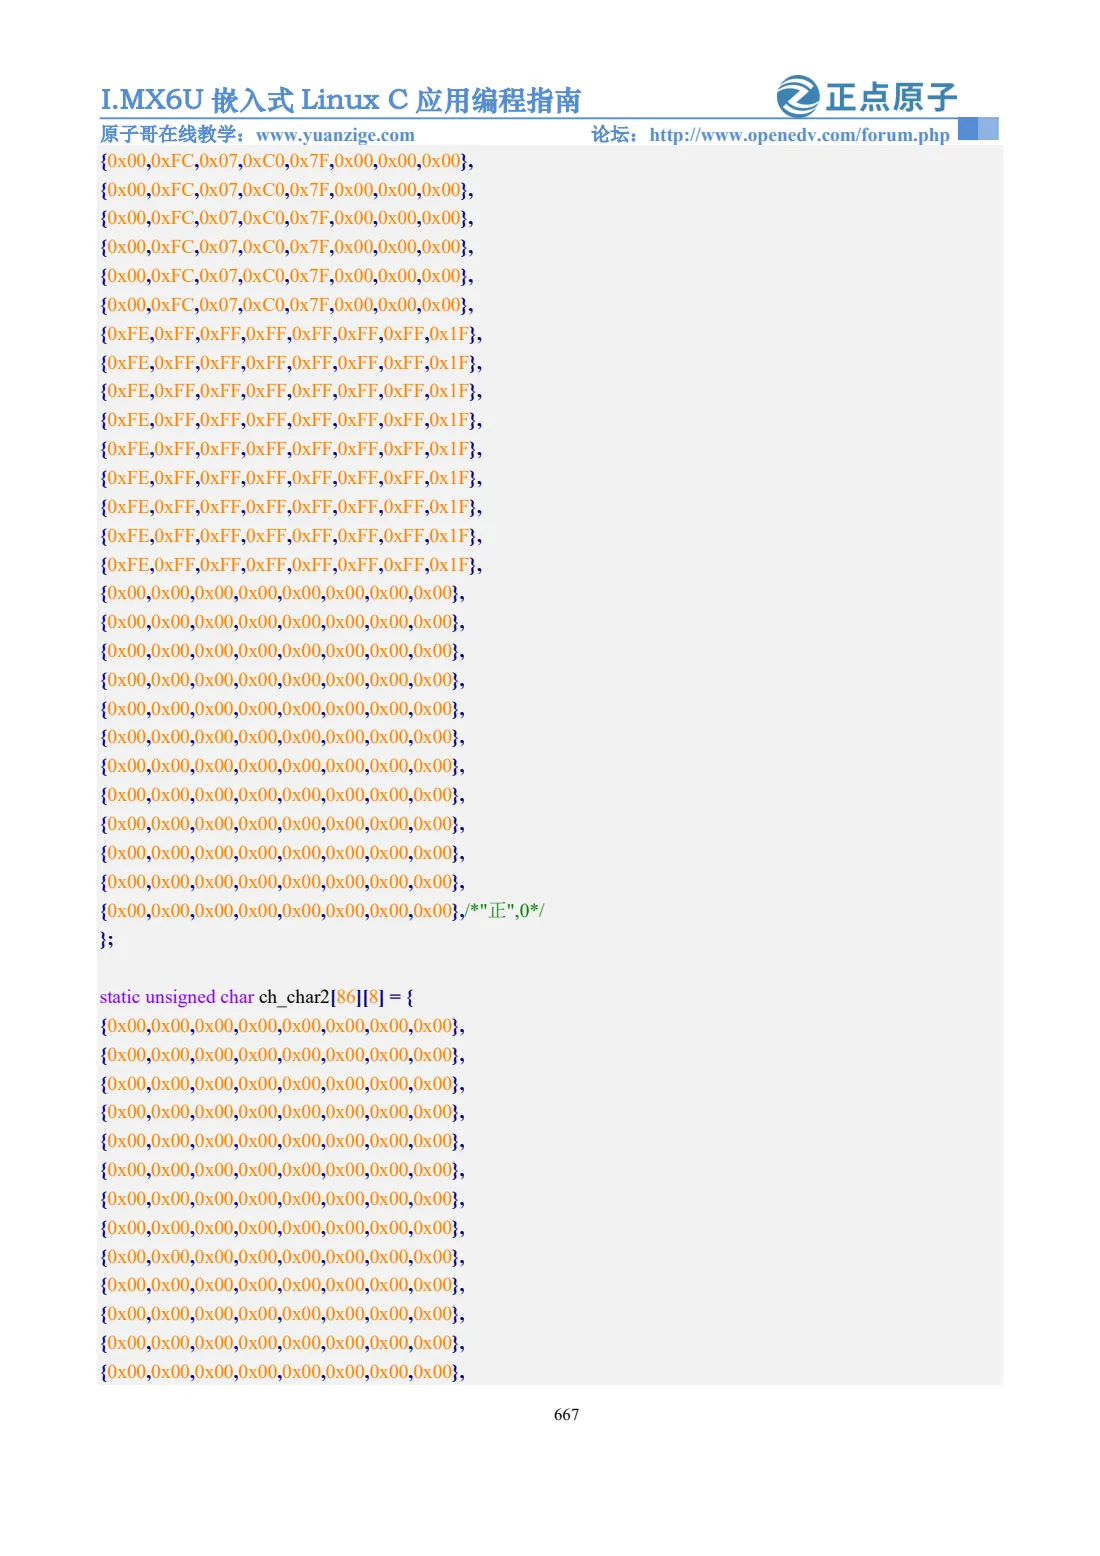 I.MX6U 嵌入式 Linux C 应用编程指南
正点原子
原子哥在线教学：www.yuanzige.com 论坛：http://www.openedv.com/forum.php
{0x00,0xFC,0x07,0xC0,0x7F,0x00,0x00,0x00},
{0x00,0xFC,0x07,0xC0,0x7F,0x00,0x00,0x00},
{0x00,0xFC,0x07,0xC0,0x7F,0x00,0x00,0x00},
{0x00,0xFC,0x07,0xC0,0x7F,0x00,0x00,0x00},
{0x00,0xFC,0x07,0xC0,0x7F,0x00,0x00,0x00},
{0x00,0xFC,0x07,0xC0,0x7F,0x00,0x00,0x00},
{0xFE,0xFF,0xFF,0xFF,0xFF,0xFF,0xFF,0x1F},
{0xFE,0xFF,0xFF,0xFF,0xFF,0xFF,0xFF,0x1F},
{0xFE,0xFF,0xFF,0xFF,0xFF,0xFF,0xFF,0x1F},
{0xFE,0xFF,0xFF,0xFF,0xFF,0xFF,0xFF,0x1F},
{0xFE,0xFF,0xFF,0xFF,0xFF,0xFF,0xFF,0x1F},
{0xFE,0xFF,0xFF,0xFF,0xFF,0xFF,0xFF,0x1F},
{0xFE,0xFF,0xFF,0xFF,0xFF,0xFF,0xFF,0x1F},
{0xFE,0xFF,0xFF,0xFF,0xFF,0xFF,0xFF,0x1F},
{0xFE,0xFF,0xFF,0xFF,0xFF,0xFF,0xFF,0x1F},
{0x00,0x00,0x00,0x00,0x00,0x00,0x00,0x00},
{0x00,0x00,0x00,0x00,0x00,0x00,0x00,0x00},
{0x00,0x00,0x00,0x00,0x00,0x00,0x00,0x00},
{0x00,0x00,0x00,0x00,0x00,0x00,0x00,0x00},
{0x00,0x00,0x00,0x00,0x00,0x00,0x00,0x00},
{0x00,0x00,0x00,0x00,0x00,0x00,0x00,0x00},
{0x00,0x00,0x00,0x00,0x00,0x00,0x00,0x00},
{0x00,0x00,0x00,0x00,0x00,0x00,0x00,0x00},
{0x00,0x00,0x00,0x00,0x00,0x00,0x00,0x00},
{0x00,0x00,0x00,0x00,0x00,0x00,0x00,0x00},
{0x00,0x00,0x00,0x00,0x00,0x00,0x00,0x00},
{0x00,0x00,0x00,0x00,0x00,0x00,0x00,0x00},/*"正",0*/
};
static unsigned char ch_char2[86][8] = {
{0x00,0x00,0x00,0x00,0x00,0x00,0x00,0x00},
{0x00,0x00,0x00,0x00,0x00,0x00,0x00,0x00},
{0x00,0x00,0x00,0x00,0x00,0x00,0x00,0x00},
{0x00,0x00,0x00,0x00,0x00,0x00,0x00,0x00},
{0x00,0x00,0x00,0x00,0x00,0x00,0x00,0x00},
{0x00,0x00,0x00,0x00,0x00,0x00,0x00,0x00},
{0x00,0x00,0x00,0x00,0x00,0x00,0x00,0x00},
{0x00,0x00,0x00,0x00,0x00,0x00,0x00,0x00},
{0x00,0x00,0x00,0x00,0x00,0x00,0x00,0x00},
{0x00,0x00,0x00,0x00,0x00,0x00,0x00,0x00},
{0x00,0x00,0x00,0x00,0x00,0x00,0x00,0x00},
{0x00,0x00,0x00,0x00,0x00,0x00,0x00,0x00},
{0x00,0x00,0x00,0x00,0x00,0x00,0x00,0x00},
667